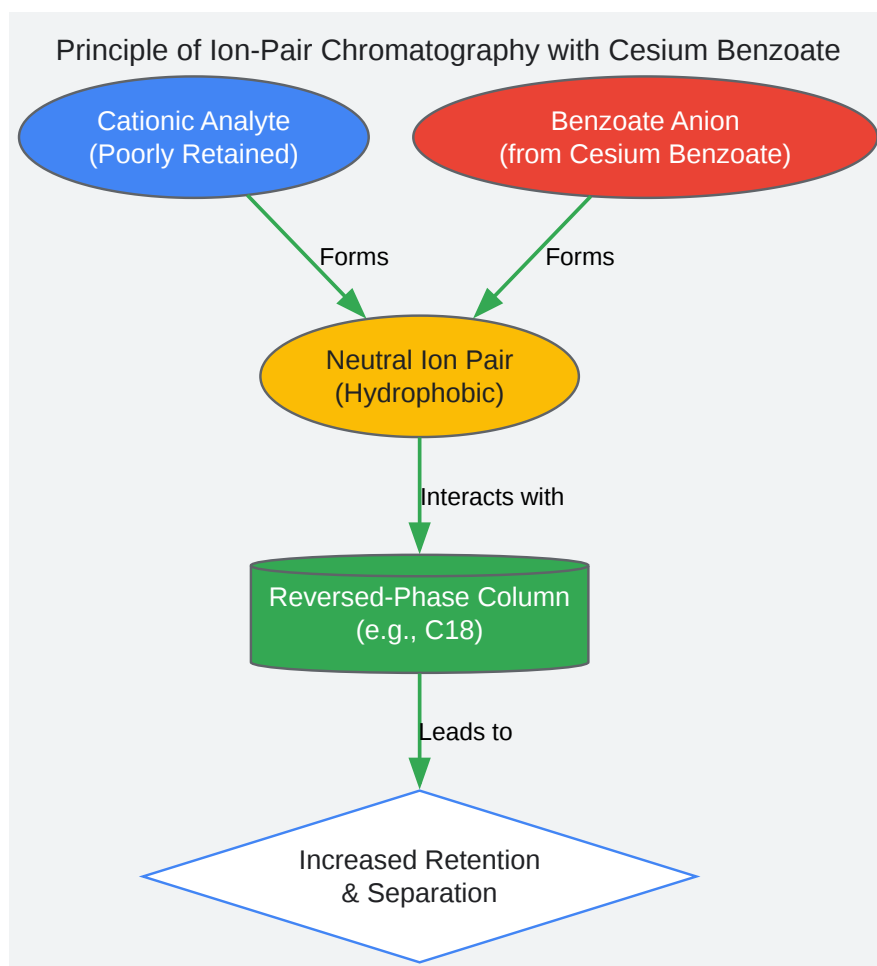 Principle of Ion-Pair Chromatography with Cesium Benzoate
Cationic Analyte
(Poorly Retained)
Benzoate Anion
(from Cesium Benzoate)
Forms
Forms
Neutral Ion Pair
(Hydrophobic)
Interacts with
Reversed-Phase Column
(e.g., C18)
Leads to
Increased Retention
& Separation